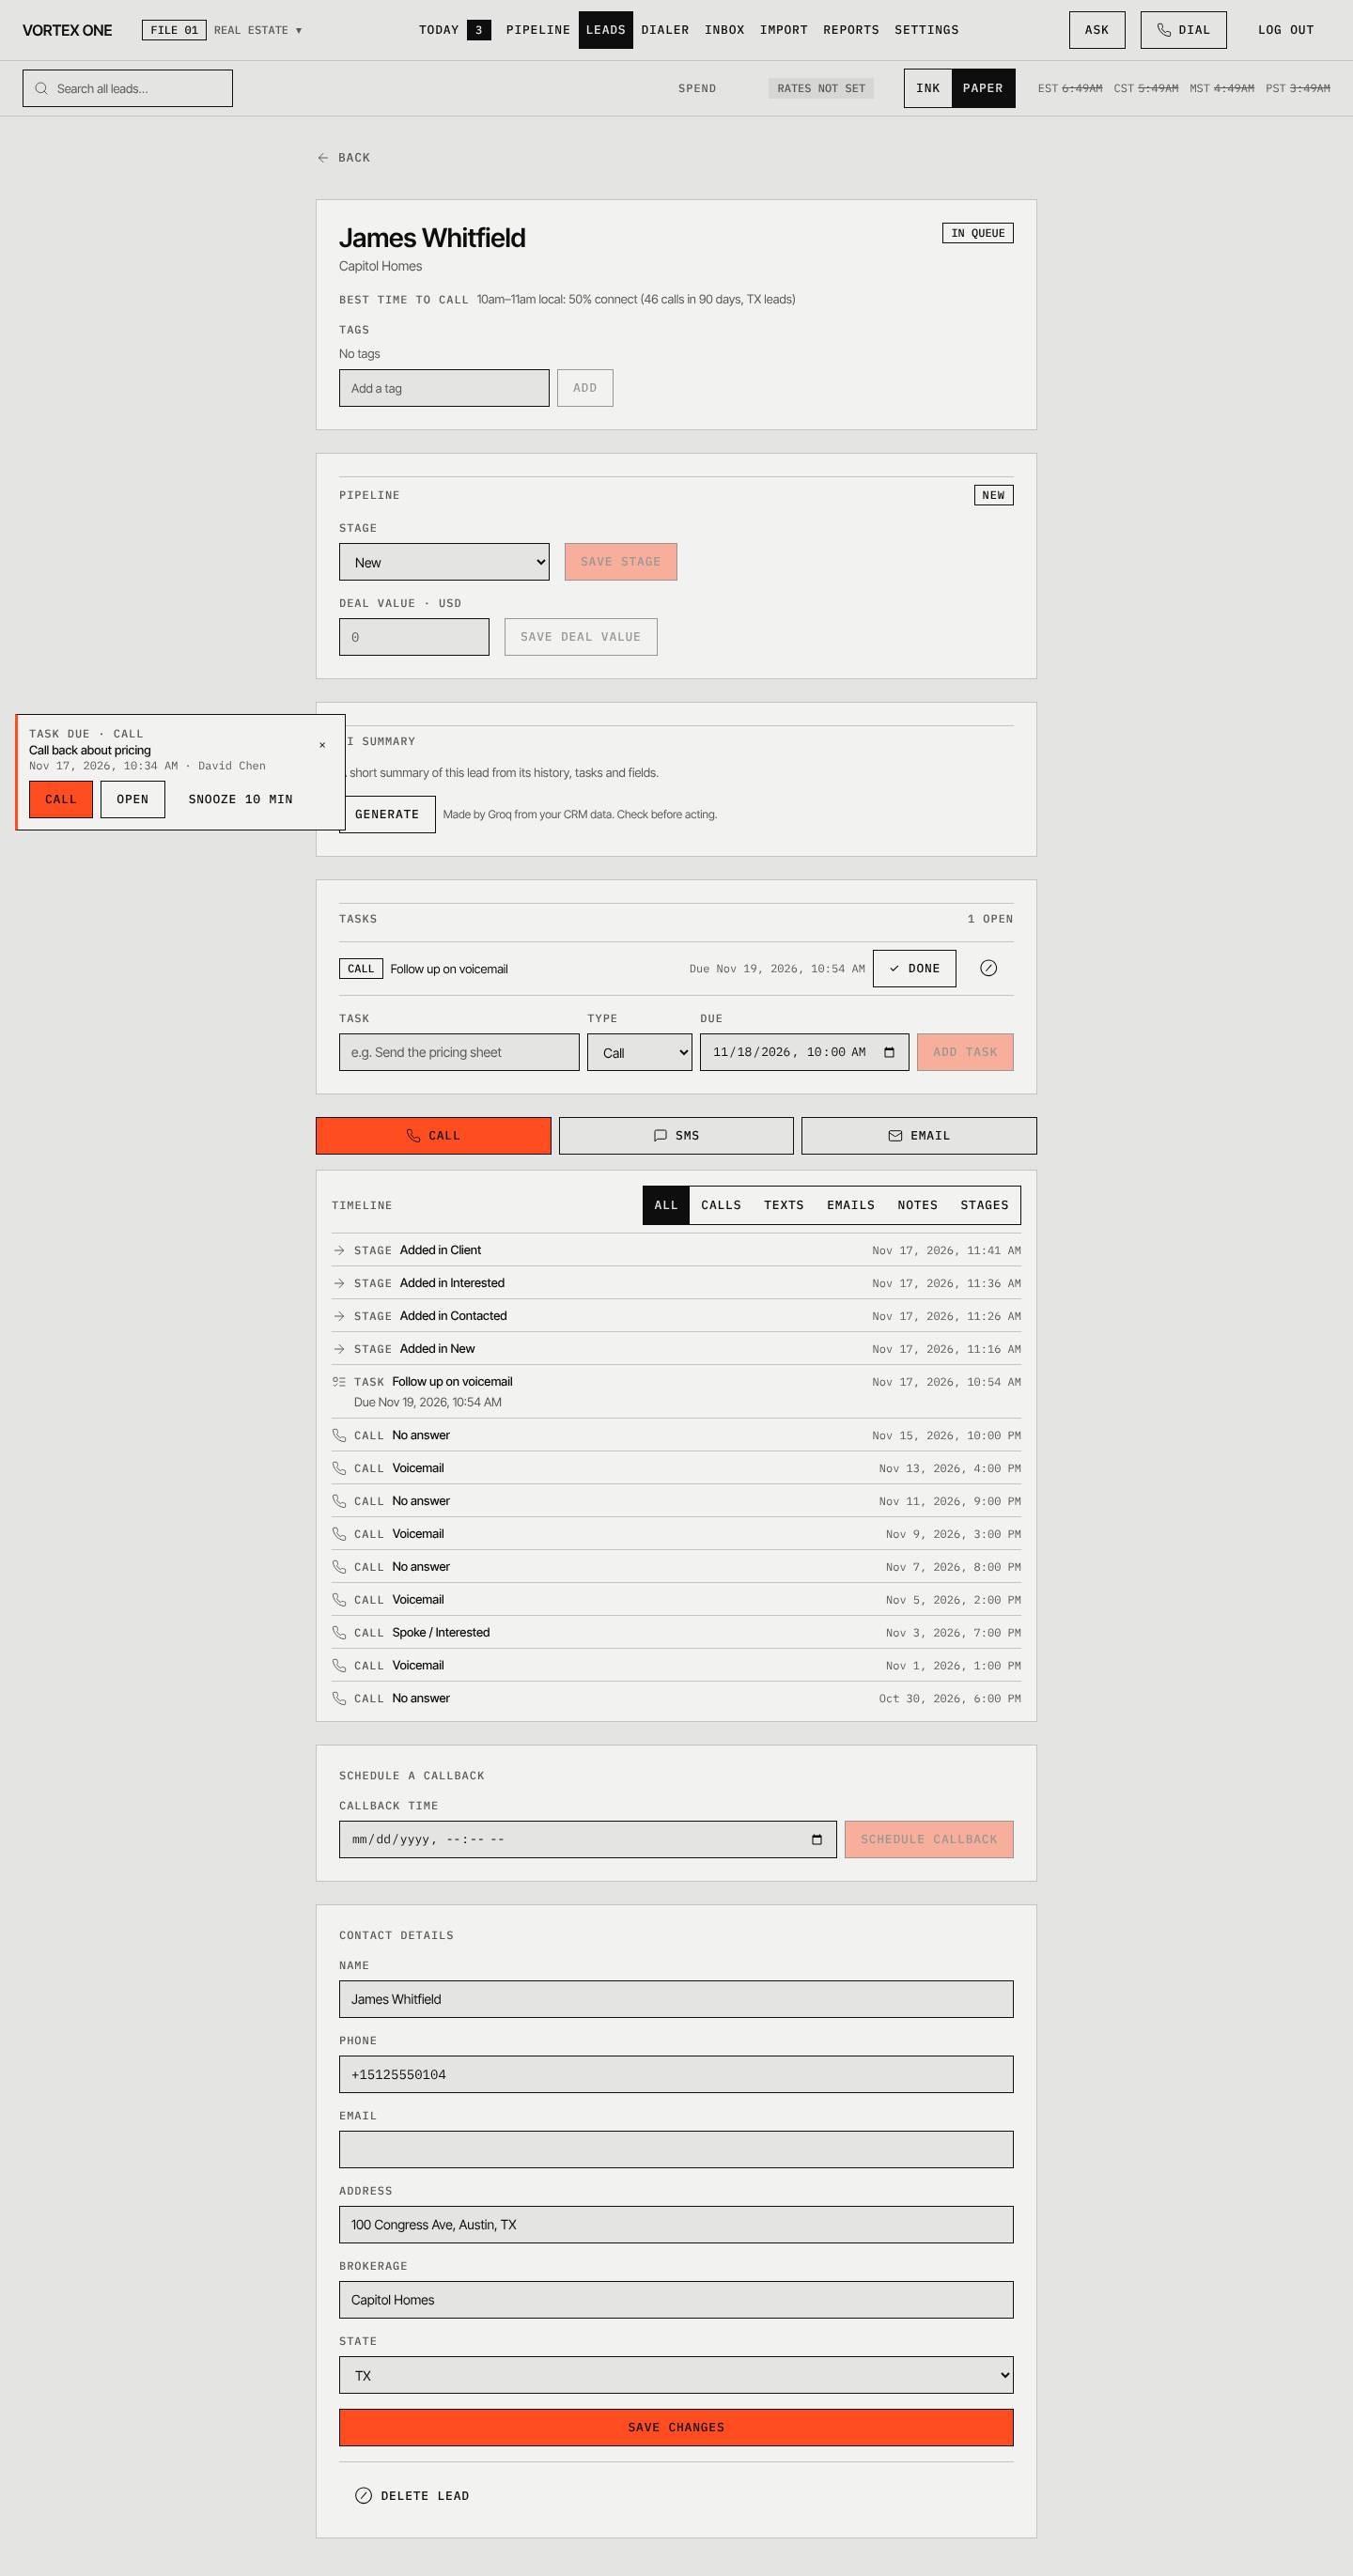 VORTEX ONE FILE 01 REAL ESTATE ▾ TODAY 3 PIPELINE LEADS DIALER INBOX IMPORT REPORTS SETTINGS ASK DIAL LOG OUT
Search all leads... SPEND RATES NOT SET INK PAPER EST 6:49AM CST 5:49AM MST 4:49AM PST 3:49AM
← BACK
James Whitfield IN QUEUE
Capitol Homes
BEST TIME TO CALL 10am–11am local: 50% connect (46 calls in 90 days, TX leads)
TAGS
No tags
Add a tag ADD
PIPELINE NEW
STAGE
New SAVE STAGE
DEAL VALUE · USD
0 SAVE DEAL VALUE
TASK DUE · CALL ×
Call back about pricing
Nov 17, 2026, 10:34 AM · David Chen
CALL OPEN SNOOZE 10 MIN
I SUMMARY
short summary of this lead from its history, tasks and fields.
GENERATE Made by Groq from your CRM data. Check before acting.
TASKS 1 OPEN
CALL Follow up on voicemail Due Nov 19, 2026, 10:54 AM ✓ DONE
TASK TYPE DUE
e.g. Send the pricing sheet Call 11/18/2026, 10:00 AM ADD TASK
CALL SMS EMAIL
TIMELINE ALL CALLS TEXTS EMAILS NOTES STAGES
→ STAGE Added in Client Nov 17, 2026, 11:41 AM
→ STAGE Added in Interested Nov 17, 2026, 11:36 AM
→ STAGE Added in Contacted Nov 17, 2026, 11:26 AM
→ STAGE Added in New Nov 17, 2026, 11:16 AM
TASK Follow up on voicemail Nov 17, 2026, 10:54 AM
Due Nov 19, 2026, 10:54 AM
CALL No answer Nov 15, 2026, 10:00 PM
CALL Voicemail Nov 13, 2026, 4:00 PM
CALL No answer Nov 11, 2026, 9:00 PM
CALL Voicemail Nov 9, 2026, 3:00 PM
CALL No answer Nov 7, 2026, 8:00 PM
CALL Voicemail Nov 5, 2026, 2:00 PM
CALL Spoke / Interested Nov 3, 2026, 7:00 PM
CALL Voicemail Nov 1, 2026, 1:00 PM
CALL No answer Oct 30, 2026, 6:00 PM
SCHEDULE A CALLBACK
CALLBACK TIME
mm/dd/yyyy, --:-- -- SCHEDULE CALLBACK
CONTACT DETAILS
NAME
James Whitfield
PHONE
+15125550104
EMAIL
ADDRESS
100 Congress Ave, Austin, TX
BROKERAGE
Capitol Homes
STATE
TX
SAVE CHANGES
DELETE LEAD